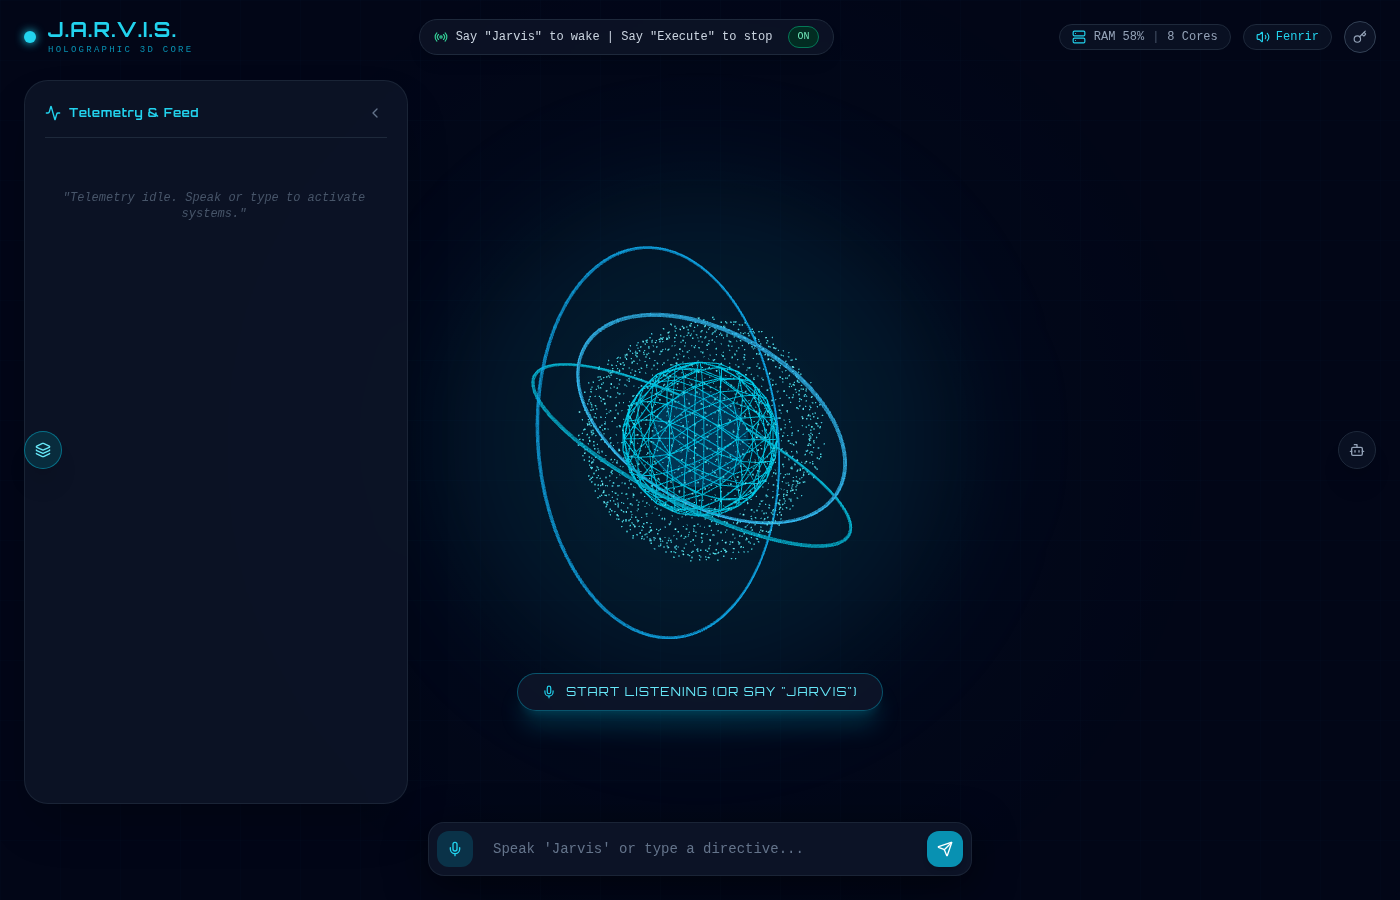 J.A.R.V.I.S.
HOLOGRAPHIC 3D CORE
Say "Jarvis" to wake | Say "Execute" to stop ON
RAM 58% | 8 Cores
Fenrir
Telemetry & Feed
"Telemetry idle. Speak or type to activate
systems."
START LISTENING (OR SAY "JARVIS")
Speak 'Jarvis' or type a directive...